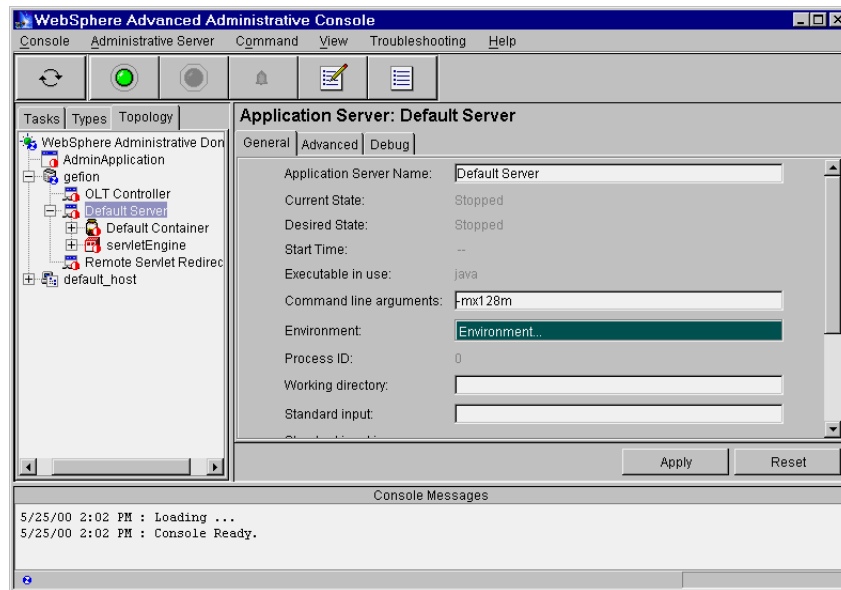 WebSphere Advanced Administrative Console
Console Administrative Server Command View Troubleshooting Help
Tasks Types Topology
WebSphere Administrative Don
AdminApplication
gefion
OLT Controller
Default Server
Default Container
servletEngine
Remote Servlet Redirec
default_host
Application Server: Default Server
General Advanced Debug
Application Server Name: Default Server
Current State: Stopped
Desired State: Stopped
Start Time: --
Executable in use: java
Command line arguments: -mx128m
Environment: Environment...
Process ID: 0
Working directory:
Standard input:
Apply Reset
Console Messages
5/25/00 2:02 PM : Loading ...
5/25/00 2:02 PM : Console Ready.